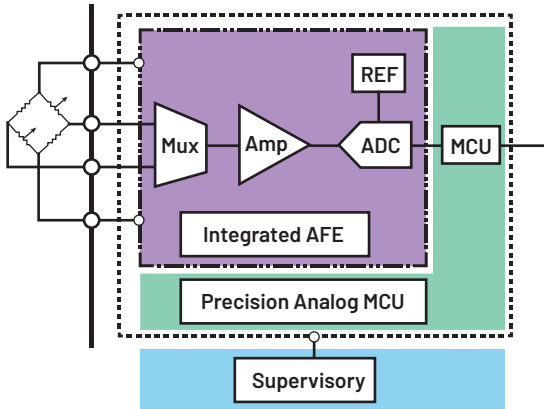 REF
Mux
Amp
ADC
MCU
Integrated AFE
Precision Analog MCU
Supervisory